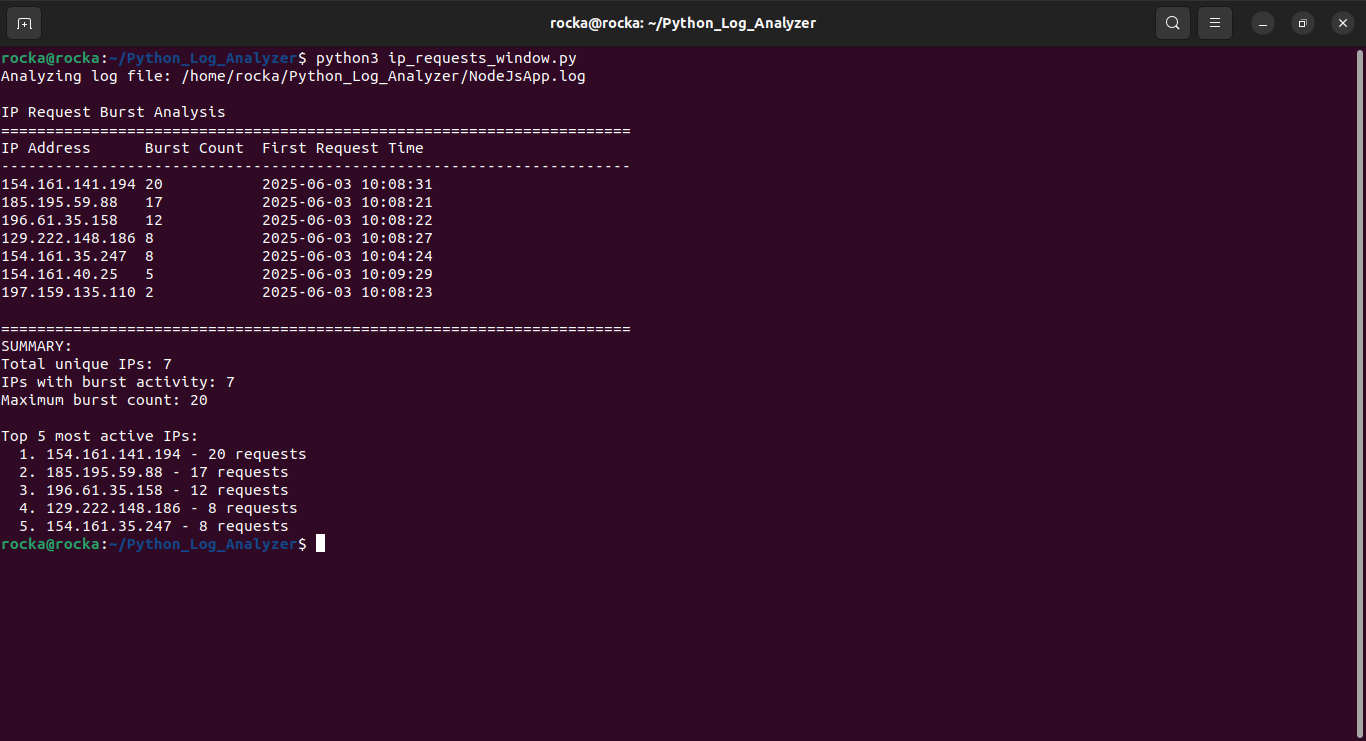 rocka@rocka: ~/Python_Log_Analyzer
rocka@rocka:~/Python_Log_Analyzer$ python3 ip_requests_window.py
Analyzing log file: /home/rocka/Python_Log_Analyzer/NodeJsApp.log
IP Request Burst Analysis
======================================================================
IP Address      Burst Count  First Request Time
----------------------------------------------------------------------
154.161.141.194 20           2025-06-03 10:08:31
185.195.59.88   17           2025-06-03 10:08:21
196.61.35.158   12           2025-06-03 10:08:22
129.222.148.186 8            2025-06-03 10:08:27
154.161.35.247  8            2025-06-03 10:04:24
154.161.40.25   5            2025-06-03 10:09:29
197.159.135.110 2            2025-06-03 10:08:23
======================================================================
SUMMARY:
Total unique IPs: 7
IPs with burst activity: 7
Maximum burst count: 20
Top 5 most active IPs:
  1. 154.161.141.194 - 20 requests
  2. 185.195.59.88 - 17 requests
  3. 196.61.35.158 - 12 requests
  4. 129.222.148.186 - 8 requests
  5. 154.161.35.247 - 8 requests
rocka@rocka:~/Python_Log_Analyzer$